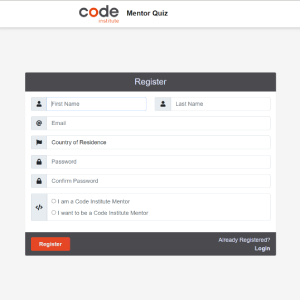 code institute Mentor Quiz
Register
First Name Last Name
Email
Country of Residence
Password
Confirm Password
I am a Code Institute Mentor
I want to be a Code Institute Mentor
Register Already Registered?
Login